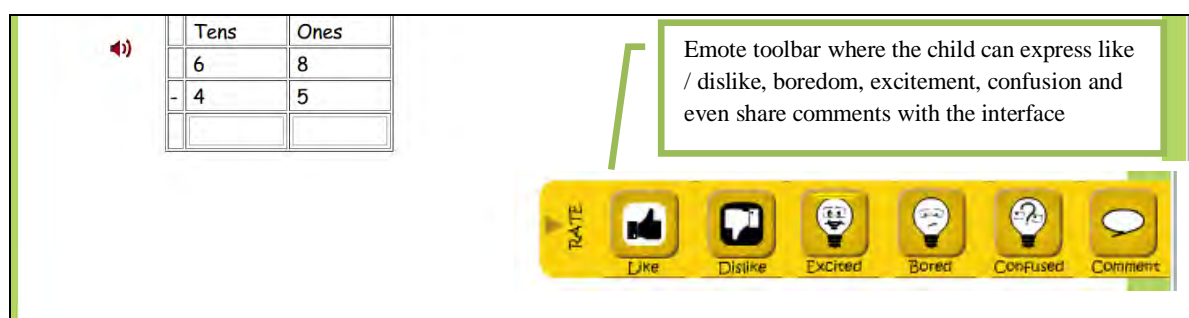 Tens Ones
6 8
- 4 5
Emote toolbar where the child can express like
/ dislike, boredom, excitement, confusion and
even share comments with the interface
RATE
Like Dislike Excited Bored Confused Comment